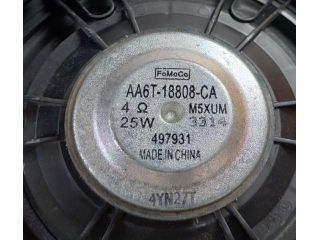 FoMoCo
AA6T-18808-CA
4 Ω M5XUM
25W 3314
497931
MADE IN CHINA
4YN27T